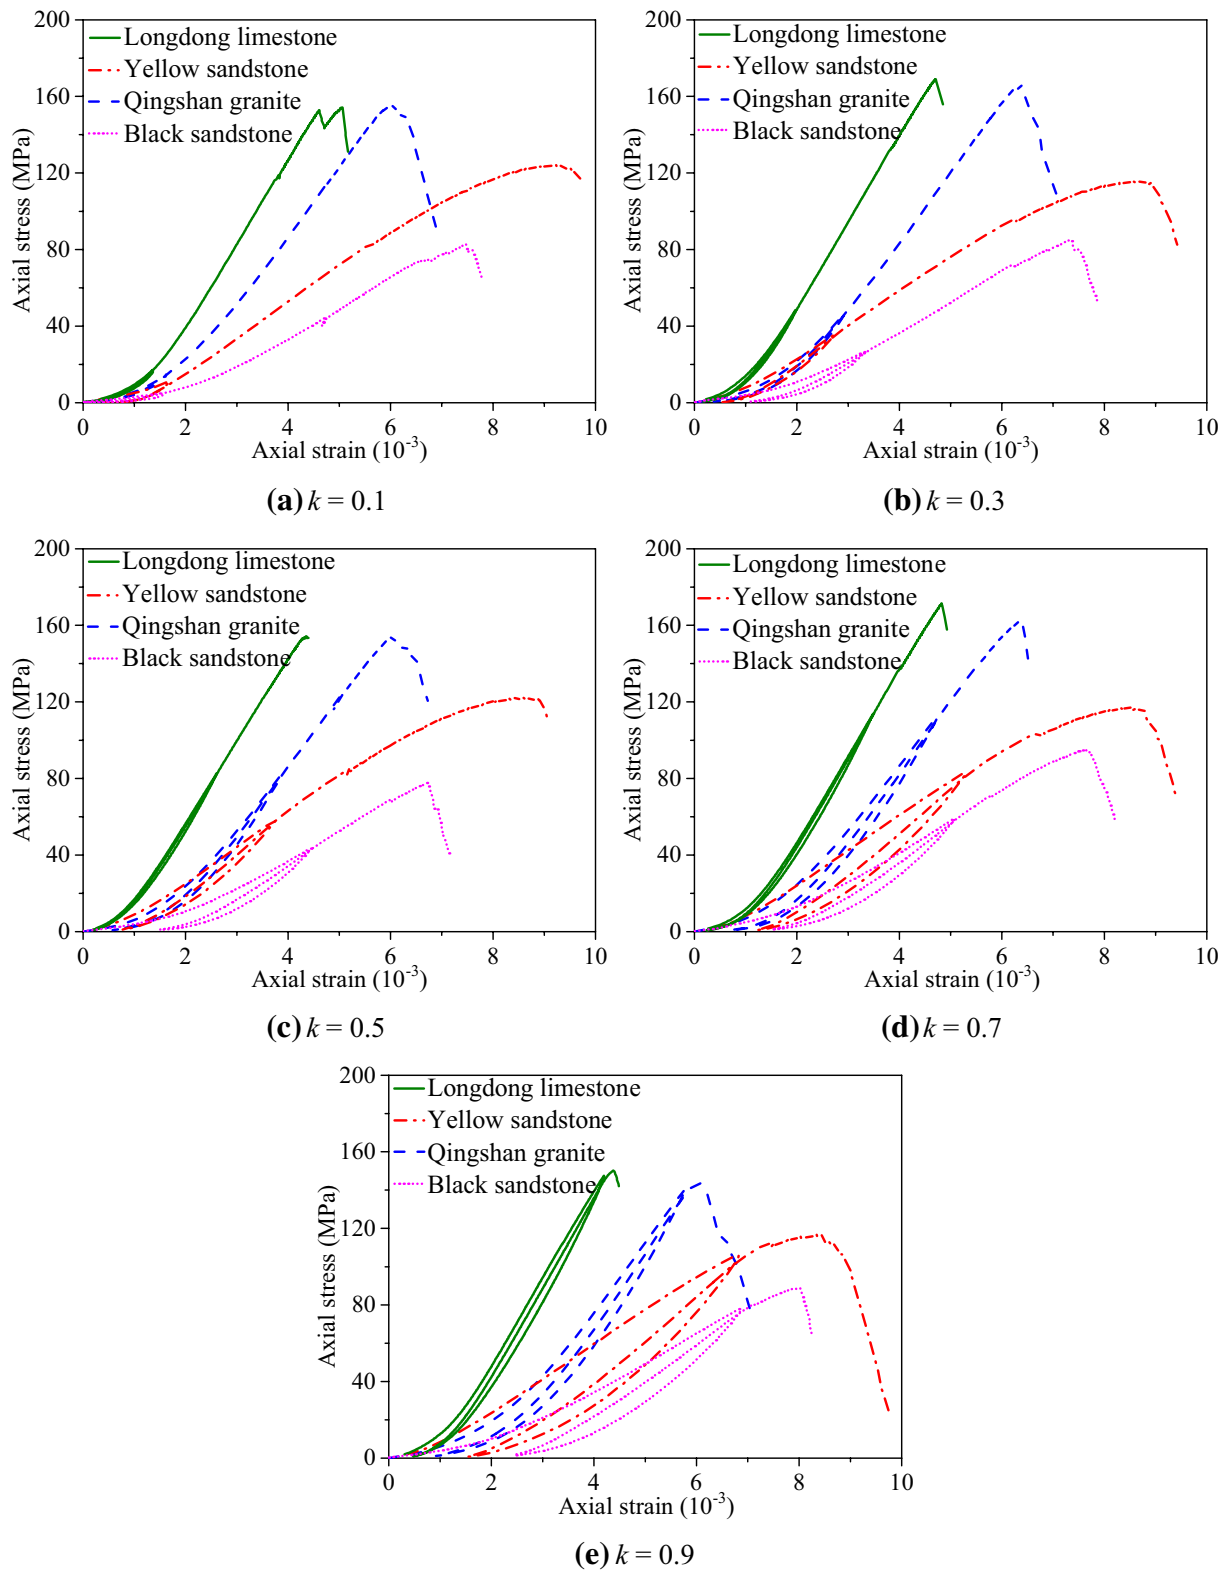 200
160
120
80
40
0
Axial stress (MPa)
Longdong limestone
Yellow sandstone
Qingshan granite
Black sandstone
0 2 4 6 8 10
Axial strain (10⁻³)
(a) k = 0.1
200
160
120
80
40
0
Axial stress (MPa)
Longdong limestone
Yellow sandstone
Qingshan granite
Black sandstone
0 2 4 6 8 10
Axial strain (10⁻³)
(b) k = 0.3
200
160
120
80
40
0
Axial stress (MPa)
Longdong limestone
Yellow sandstone
Qingshan granite
Black sandstone
0 2 4 6 8 10
Axial strain (10⁻³)
(c) k = 0.5
200
160
120
80
40
0
Axial stress (MPa)
Longdong limestone
Yellow sandstone
Qingshan granite
Black sandstone
0 2 4 6 8 10
Axial strain (10⁻³)
(d) k = 0.7
200
160
120
80
40
0
Axial stress (MPa)
Longdong limestone
Yellow sandstone
Qingshan granite
Black sandstone
0 2 4 6 8 10
Axial strain (10⁻³)
(e) k = 0.9